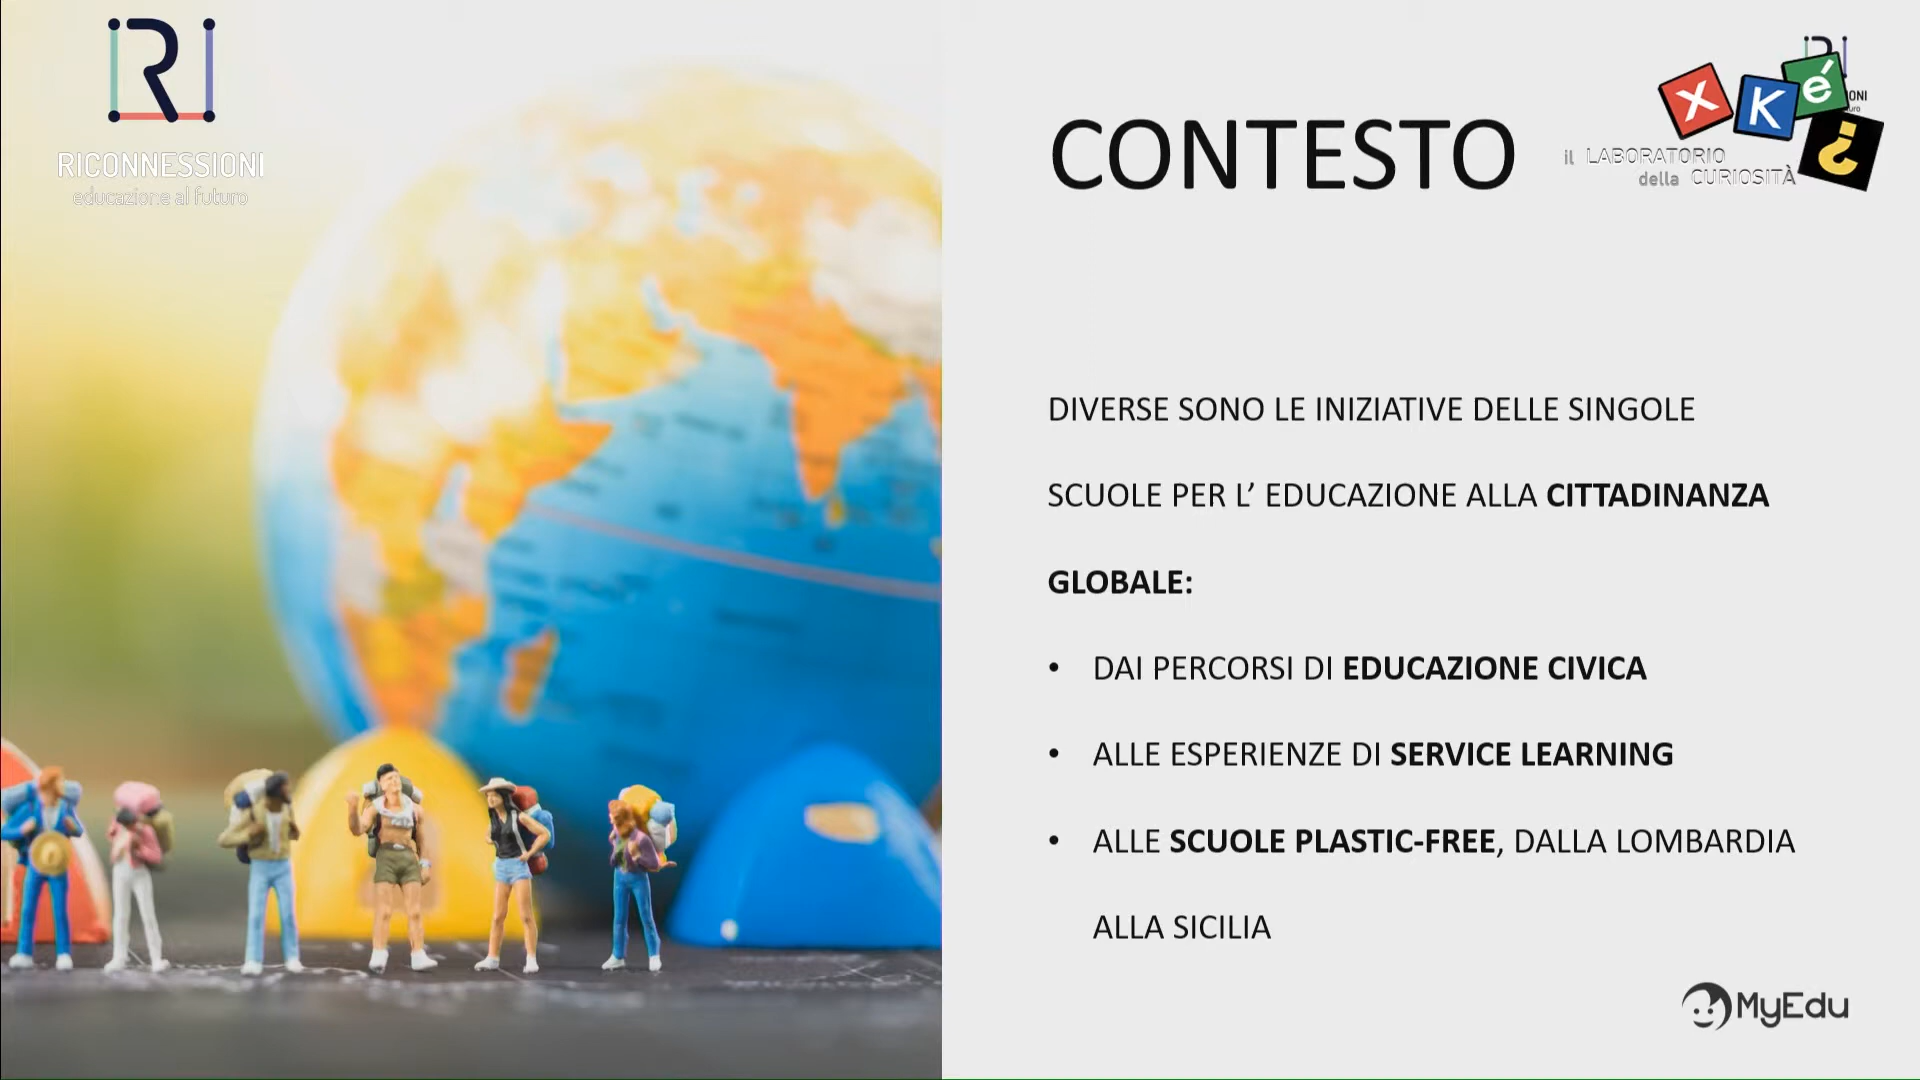 RICONNESSIONI
educazione al futuro
CONTESTO
X K é ?
il LABORATORIO
della CURIOSITÀ
DIVERSE SONO LE INIZIATIVE DELLE SINGOLE
SCUOLE PER L’ EDUCAZIONE ALLA CITTADINANZA
GLOBALE:
• DAI PERCORSI DI EDUCAZIONE CIVICA
• ALLE ESPERIENZE DI SERVICE LEARNING
• ALLE SCUOLE PLASTIC-FREE, DALLA LOMBARDIA
ALLA SICILIA
MyEdu